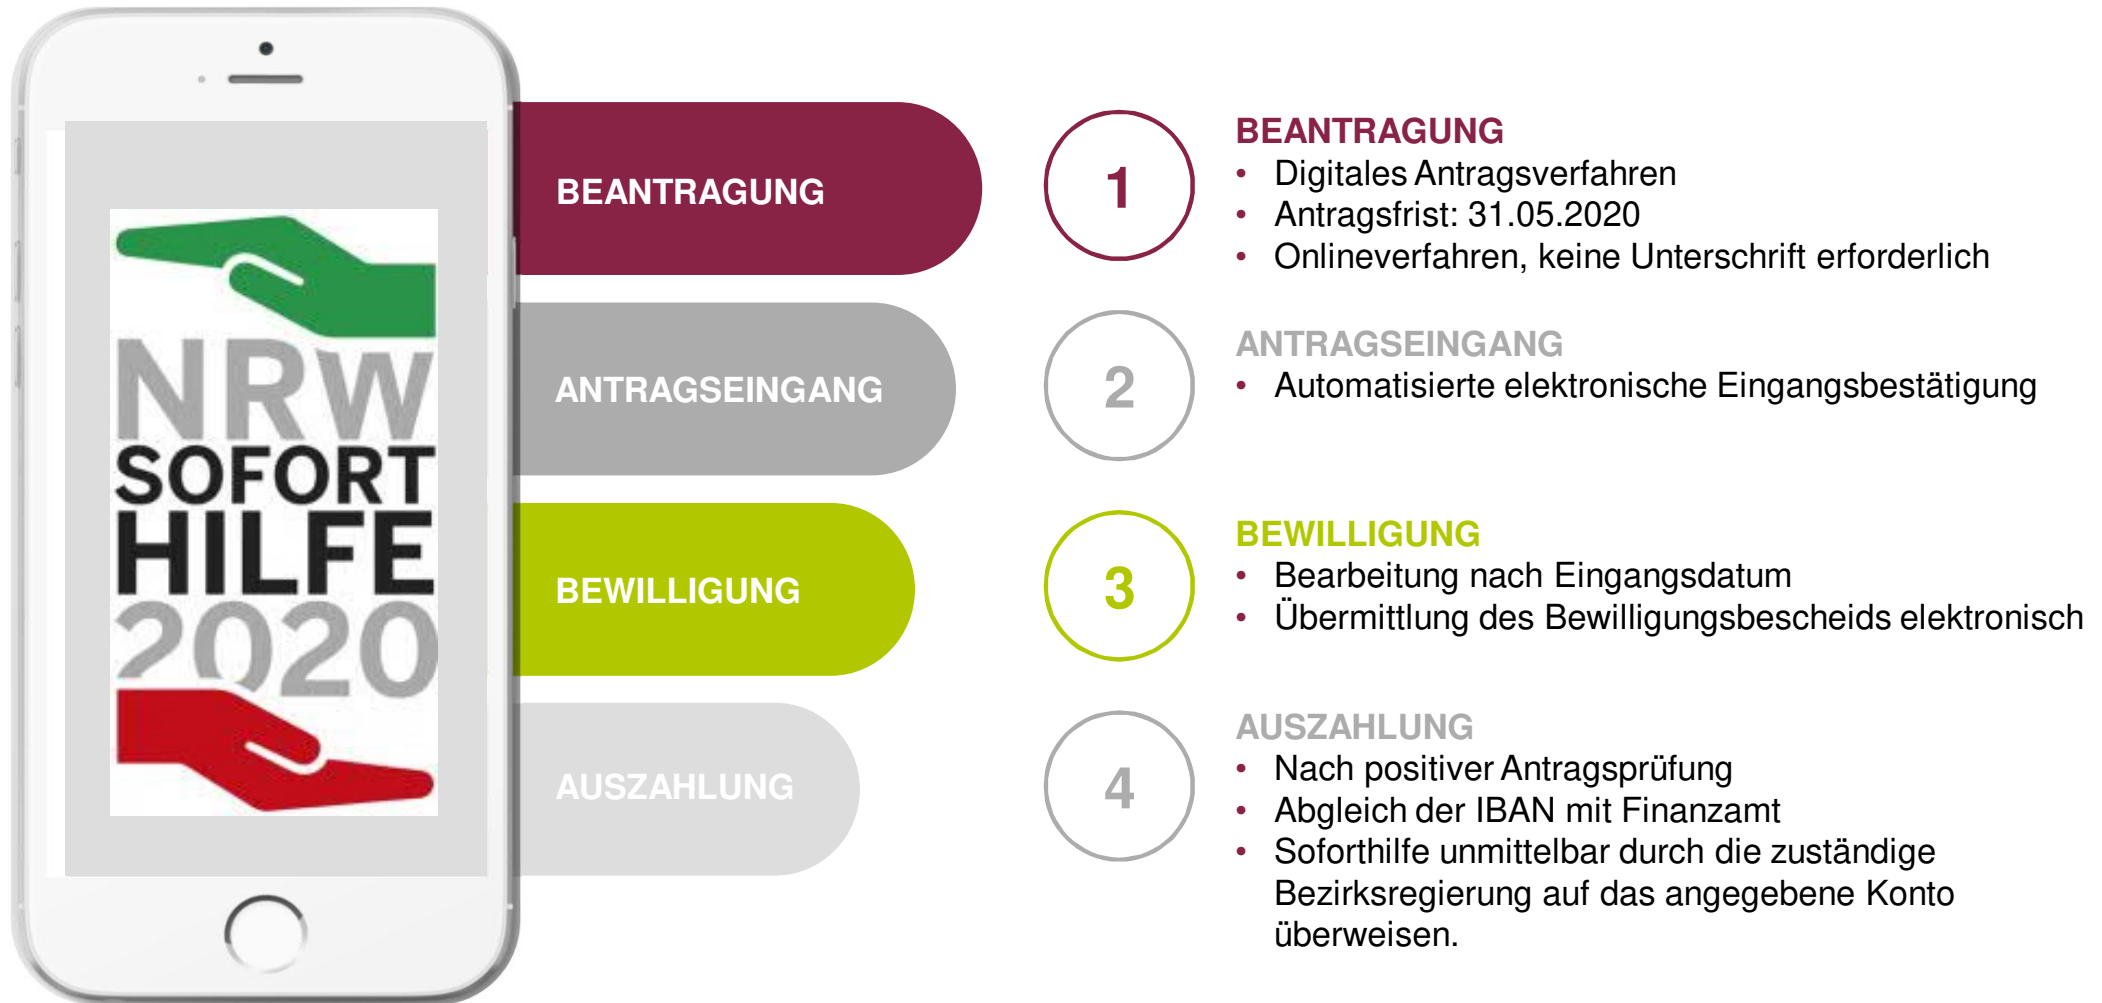 NRW
SOFORT
HILFE
2020
BEANTRAGUNG
ANTRAGSEINGANG
BEWILLIGUNG
AUSZAHLUNG
1
BEANTRAGUNG
• Digitales Antragsverfahren
• Antragsfrist: 31.05.2020
• Onlineverfahren, keine Unterschrift erforderlich
2
ANTRAGSEINGANG
• Automatisierte elektronische Eingangsbestätigung
3
BEWILLIGUNG
• Bearbeitung nach Eingangsdatum
• Übermittlung des Bewilligungsbescheids elektronisch
4
AUSZAHLUNG
• Nach positiver Antragsprüfung
• Abgleich der IBAN mit Finanzamt
• Soforthilfe unmittelbar durch die zuständige
Bezirksregierung auf das angegebene Konto
überweisen.